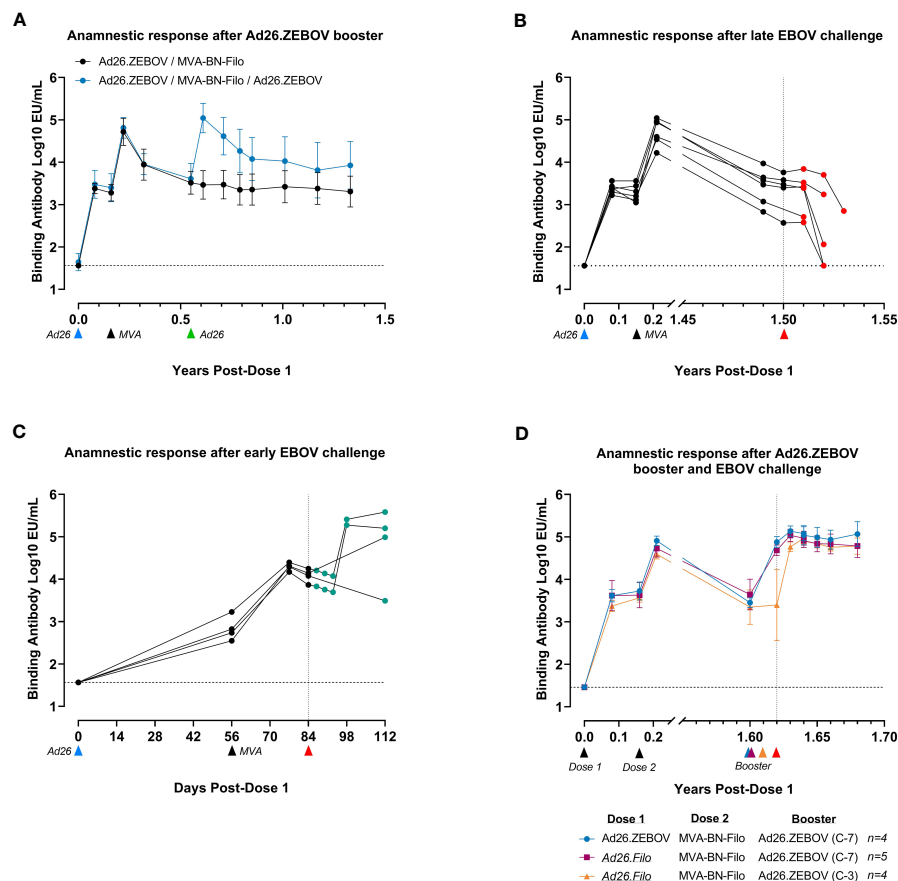 A
Anamnestic response after Ad26.ZEBOV booster
Ad26.ZEBOV / MVA-BN-Filo
Ad26.ZEBOV / MVA-BN-Filo / Ad26.ZEBOV
Binding Antibody Log10 EU/mL
6
5
4
3
2
1
0.0 0.5 1.0 1.5
Ad26 MVA Ad26
Years Post-Dose 1
B
Anamnestic response after late EBOV challenge
Binding Antibody Log10 EU/mL
6
5
4
3
2
1
0.0 0.1 0.2 1.45 1.50 1.55
Ad26 MVA
Years Post-Dose 1
C
Anamnestic response after early EBOV challenge
Binding Antibody Log10 EU/mL
6
5
4
3
2
1
0 14 28 42 56 70 84 98 112
Ad26 MVA
Days Post-Dose 1
D
Anamnestic response after Ad26.ZEBOV
booster and EBOV challenge
Binding Antibody Log10 EU/mL
6
5
4
3
2
1
0.0 0.1 0.2 1.60 1.65 1.70
Dose 1 Dose 2 Booster
Years Post-Dose 1
Dose 1 Dose 2 Booster
Ad26.ZEBOV MVA-BN-Filo Ad26.ZEBOV (C-7) n=4
Ad26.Filo MVA-BN-Filo Ad26.ZEBOV (C-7) n=5
Ad26.Filo MVA-BN-Filo Ad26.ZEBOV (C-3) n=4